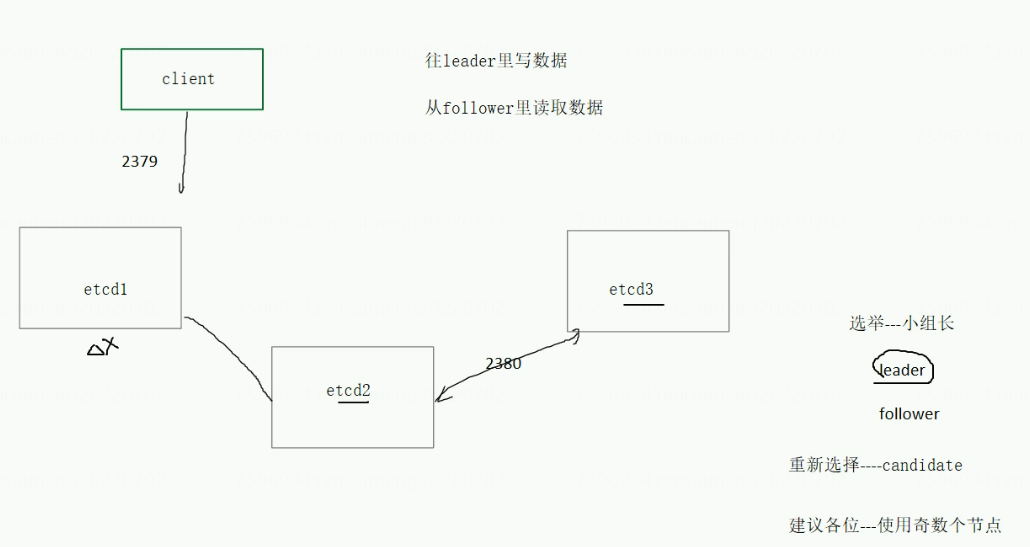 client
往leader里写数据
从follower里读取数据
2379
etcd1
etcd2
etcd3
2380
选举---小组长
leader
follower
重新选择----candidate
建议各位---使用奇数个节点